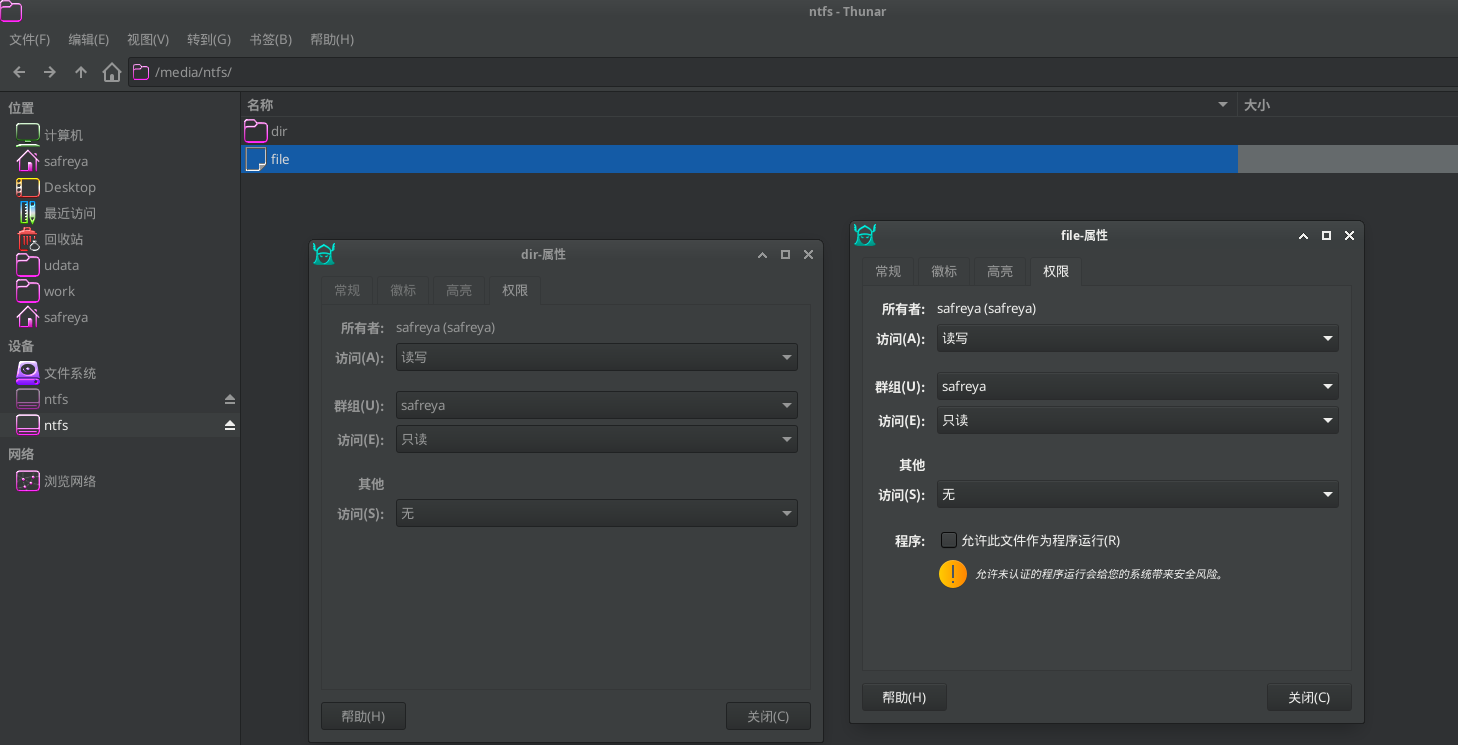 ntfs - Thunar
文件(F) 编辑(E) 视图(V) 转到(G) 书签(B) 帮助(H)
/media/ntfs/
位置
计算机
safreya
Desktop
最近访问
回收站
udata
work
safreya
设备
文件系统
ntfs
ntfs
网络
浏览网络
名称 大小
dir
file
dir-属性
常规 徽标 高亮 权限
所有者: safreya (safreya)
访问(A): 读写
群组(U): safreya
访问(E): 只读
其他
访问(S): 无
帮助(H) 关闭(C)
file-属性
常规 徽标 高亮 权限
所有者: safreya (safreya)
访问(A): 读写
群组(U): safreya
访问(E): 只读
其他
访问(S): 无
程序: 允许此文件作为程序运行(R)
允许未认证的程序运行会给您的系统带来安全风险。
帮助(H) 关闭(C)